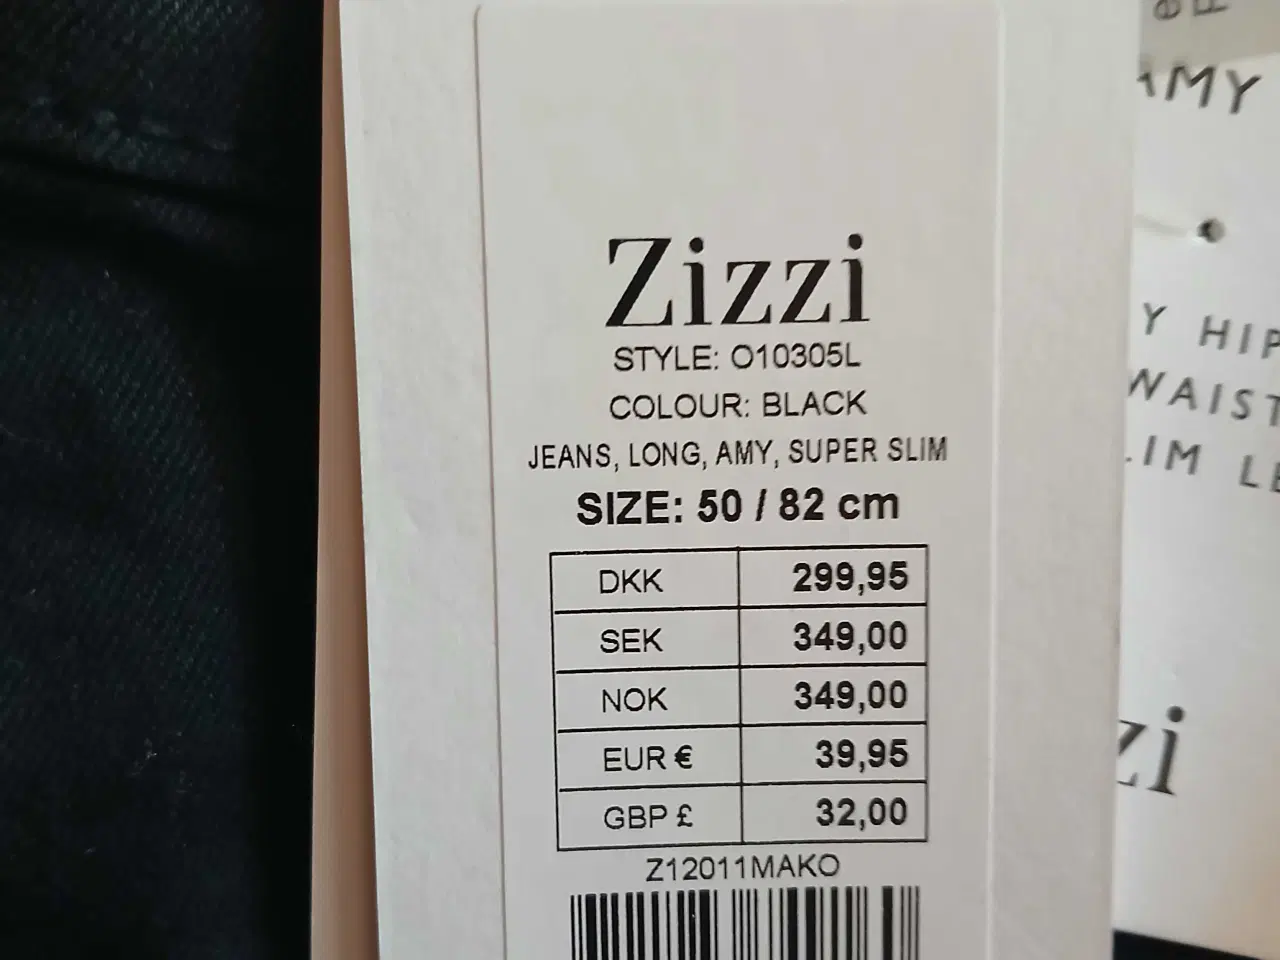 Zizzi
STYLE: O10305L
COLOUR: BLACK
JEANS, LONG, AMY, SUPER SLIM
SIZE: 50 / 82 cm
DKK 299,95
SEK 349,00
NOK 349,00
EUR € 39,95
GBP £ 32,00
Z12011MAKO
AMY
Y HIP
WAIST
LIM LE
zi